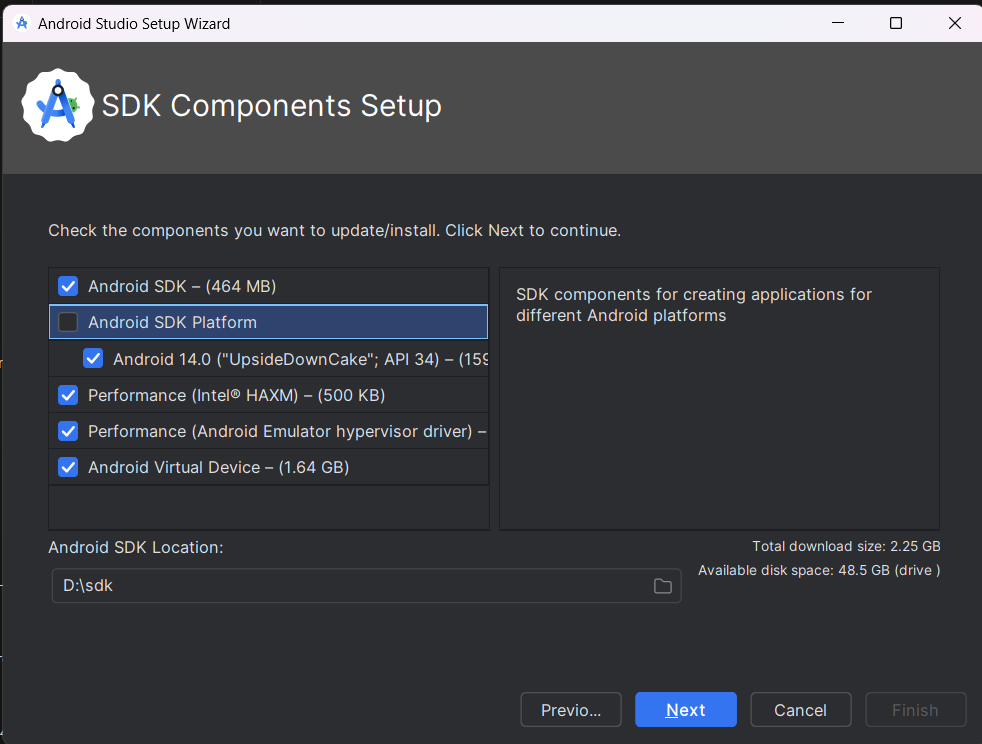 Android Studio Setup Wizard
SDK Components Setup
Check the components you want to update/install. Click Next to continue.
Android SDK – (464 MB)
Android SDK Platform
Android 14.0 ("UpsideDownCake"; API 34) – (159
Performance (Intel® HAXM) – (500 KB)
Performance (Android Emulator hypervisor driver) –
Android Virtual Device – (1.64 GB)
SDK components for creating applications for
different Android platforms
Android SDK Location:
Total download size: 2.25 GB
Available disk space: 48.5 GB (drive )
D:\sdk
Previo...
Next
Cancel
Finish